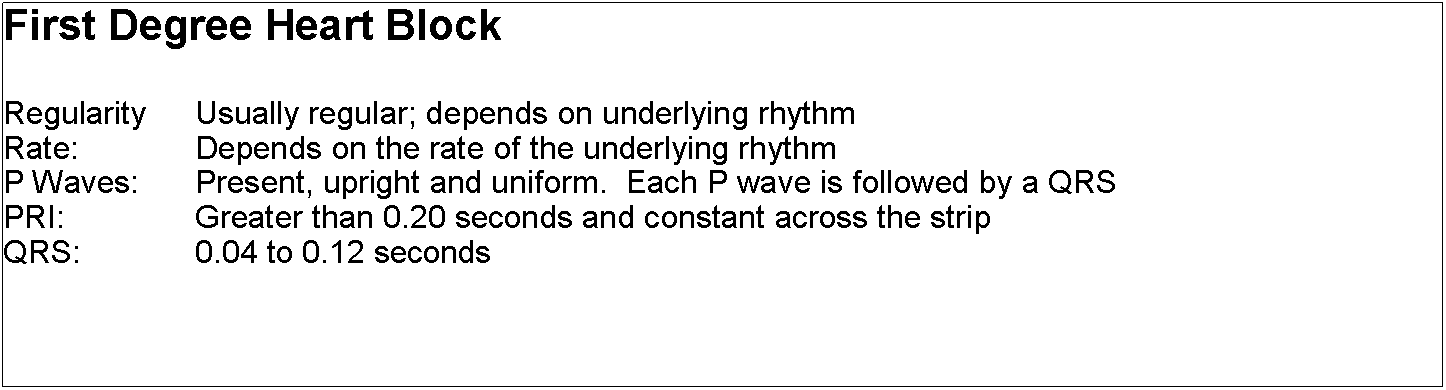 First Degree Heart Block
Regularity Usually regular; depends on underlying rhythm
Rate: Depends on the rate of the underlying rhythm
P Waves: Present, upright and uniform.  Each P wave is followed by a QRS
PRI: Greater than 0.20 seconds and constant across the strip
QRS: 0.04 to 0.12 seconds